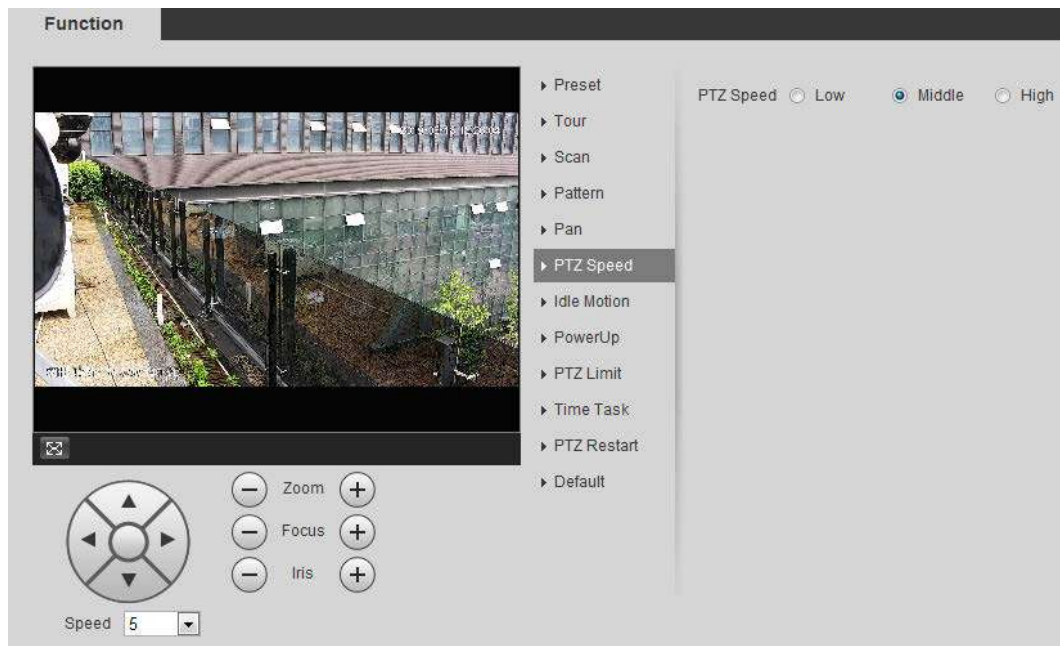 Function
Preset
Tour
Scan
Pattern
Pan
PTZ Speed
Idle Motion
PowerUp
PTZ Limit
Time Task
PTZ Restart
Default
PTZ Speed Low Middle High
Zoom
Focus
Iris
Speed 5